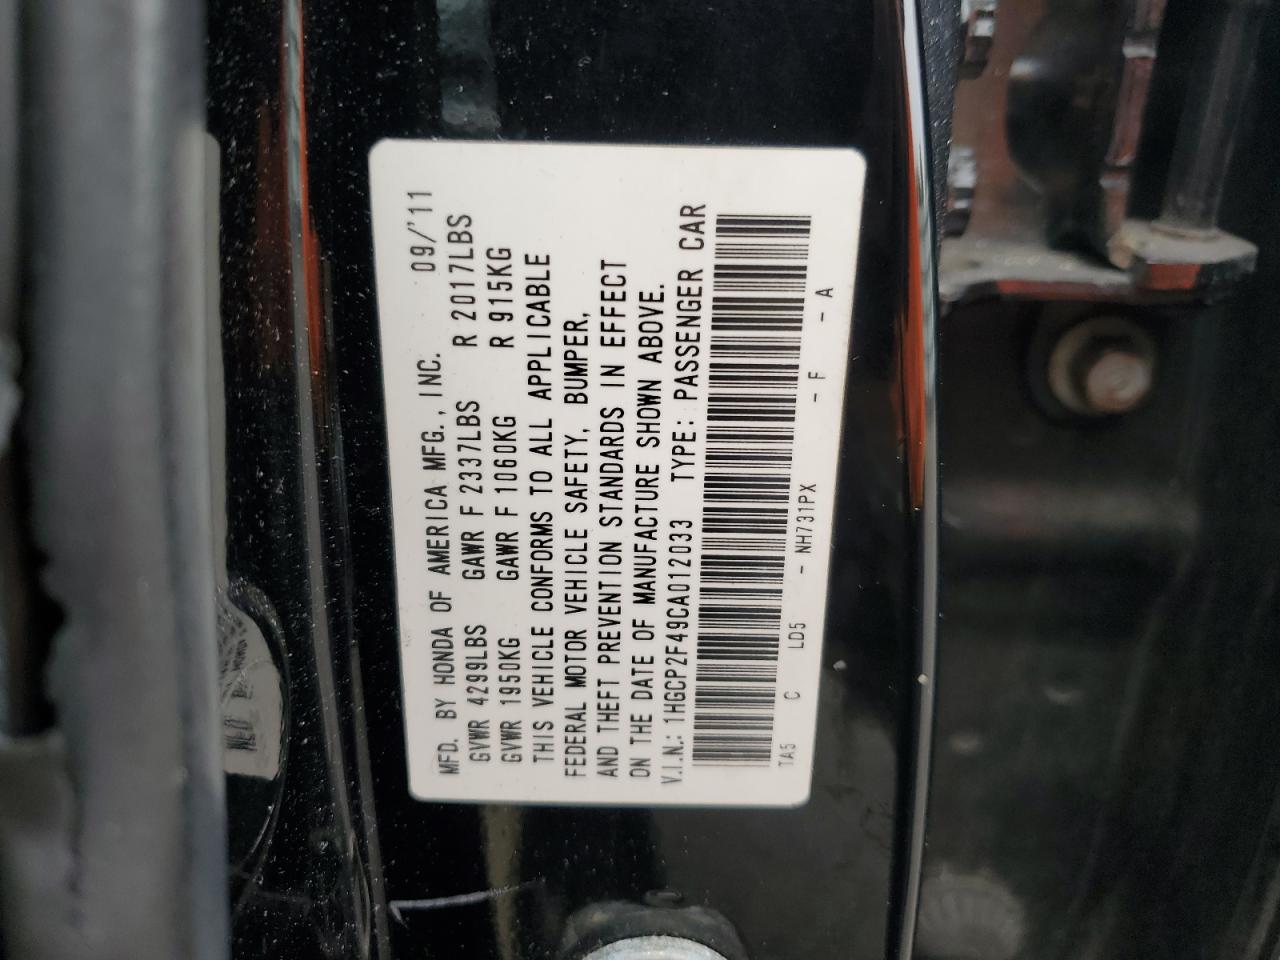 MFD. BY HONDA OF AMERICA MFG., INC. 09/'11
GVWR 4299LBS GAWR F 2337LBS R 2017LBS
GVWR 1950KG GAWR F 1060KG R 915KG
THIS VEHICLE CONFORMS TO ALL APPLICABLE
FEDERAL MOTOR VEHICLE SAFETY, BUMPER,
AND THEFT PREVENTION STANDARDS IN EFFECT
ON THE DATE OF MANUFACTURE SHOWN ABOVE.
V.I.N.: 1HGCP2F49CA012033 TYPE: PASSENGER CAR
TA5 C LD5 - NH731PX - F - A